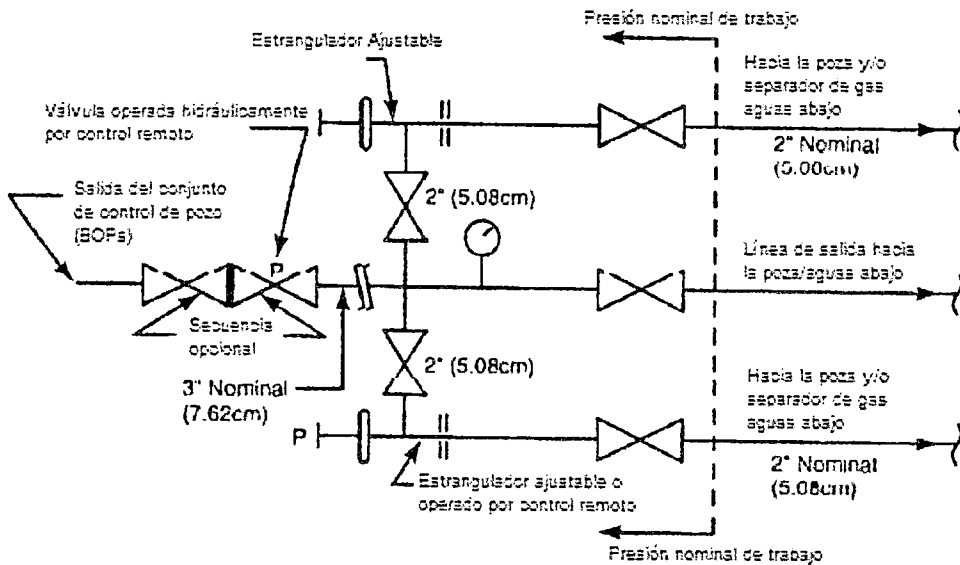 Presión nominal de trabajo
Estrangulador Ajustable
Hacia la poza y/o
separador de gas
aguas abajo
Válvula operada hidráulicamente
por control remoto
2" Nominal
(5.00cm)
Salida del conjunto
de control de pozo
(BOPs)
2" (5.08cm)
P
Línea de salida hacia
la poza/aguas abajo
Secuencia
opcional
2" (5.08cm)
3" Nominal
(7.62cm)
Hacia la poza y/o
separador de gas
aguas abajo
P
2" Nominal
(5.08cm)
Estrangulador ajustable o
operado por control remoto
Presión nominal de trabajo